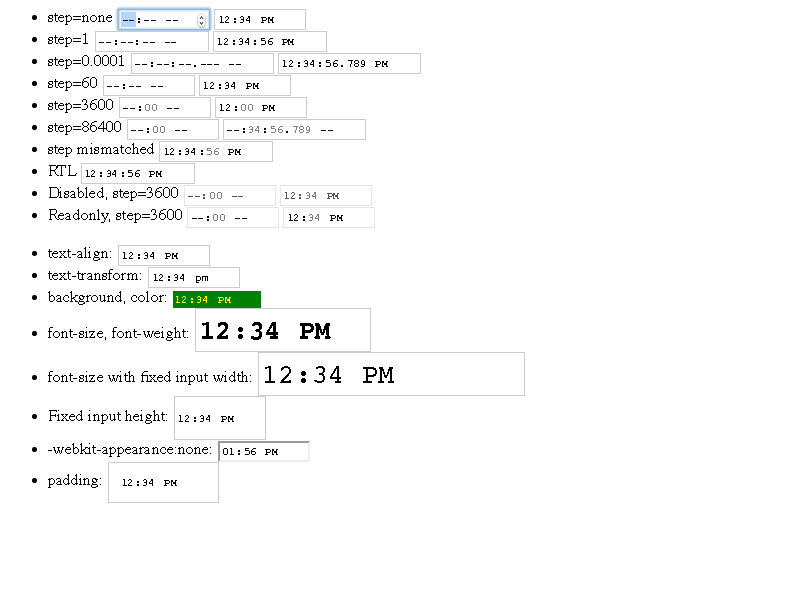 step=none --:-- -- 12:34 PM
step=1 --:--:-- -- 12:34:56 PM
step=0.0001 --:--:--.--- -- 12:34:56.789 PM
step=60 --:-- -- 12:34 PM
step=3600 --:00 -- 12:00 PM
step=86400 --:00 -- --:34:56.789 --
step mismatched 12:34:56 PM
RTL 12:34:56 PM
Disabled, step=3600 --:00 -- 12:34 PM
Readonly, step=3600 --:00 -- 12:34 PM
text-align: 12:34 PM
text-transform: 12:34 pm
background, color: 12:34 PM
font-size, font-weight: 12:34 PM
font-size with fixed input width: 12:34 PM
Fixed input height: 12:34 PM
-webkit-appearance:none: 01:56 PM
padding: 12:34 PM